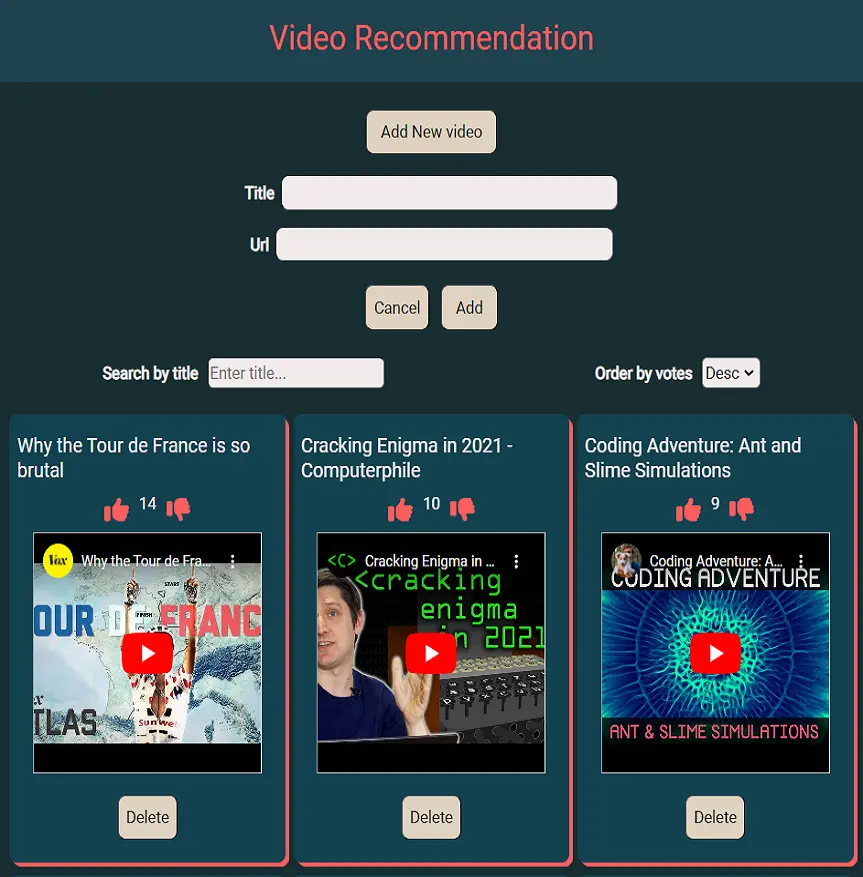 Video Recommendation
Add New video
Title
Url
Cancel
Add
Search by title
Enter title...
Order by votes
Desc
Why the Tour de France is so
brutal
14
Vox
Why the Tour de Fra...
START
FINISH
OUR DE FRANC
Sunweb
TLAS
Delete
Cracking Enigma in 2021 -
Computerphile
10
<C>
Cracking Enigma in ...
<cracking
enigma
in 2021
Delete
Coding Adventure: Ant and
Slime Simulations
9
Coding Adventure: A...
CODING ADVENTURE
ANT & SLIME SIMULATIONS
Delete